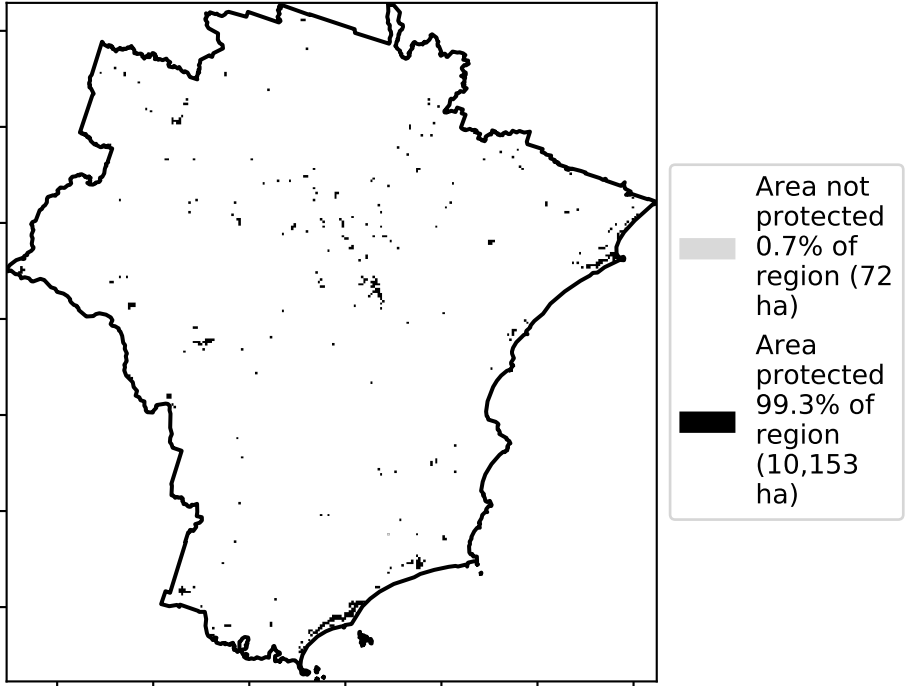 Area not
protected
0.7% of
region (72
ha)
Area
protected
99.3% of
region
(10,153
ha)